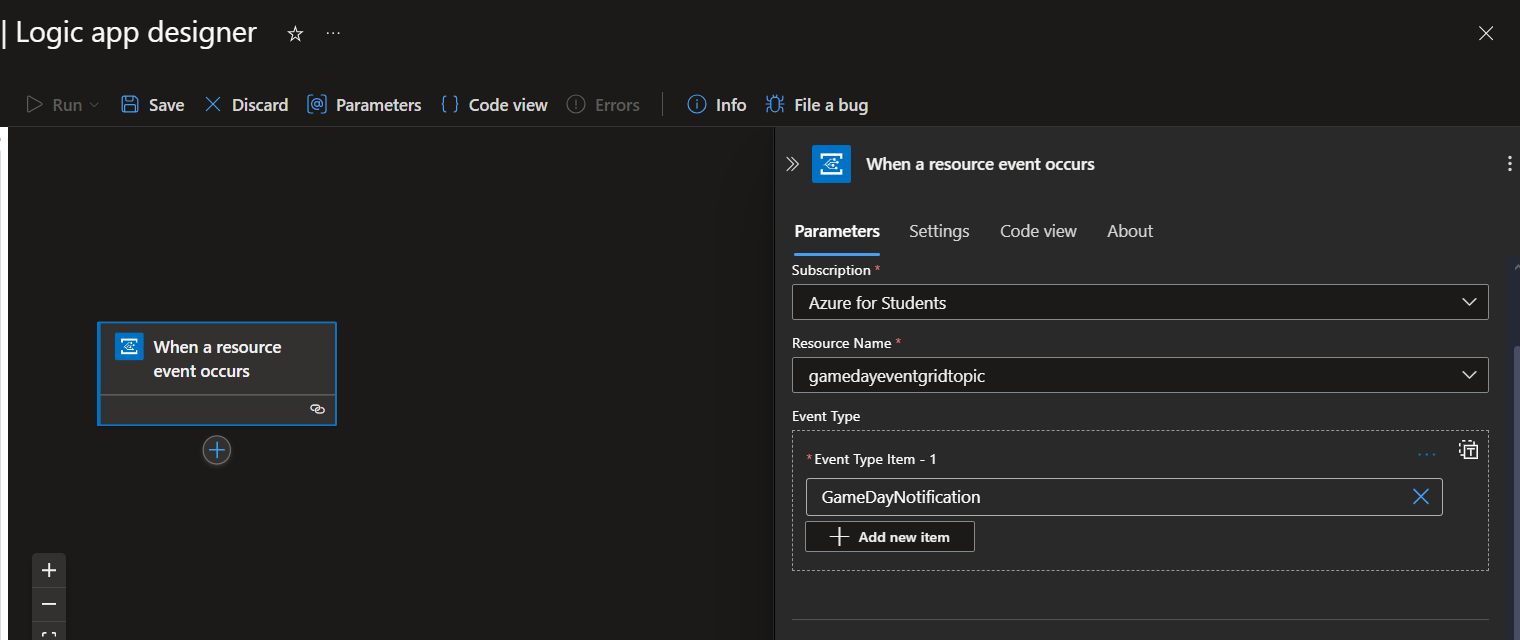 | Logic app designer
Run
Save
Discard
Parameters
Code view
Errors
Info
File a bug
When a resource
event occurs
When a resource event occurs
Parameters
Settings
Code view
About
Subscription *
Azure for Students
Resource Name *
gamedayeventgridtopic
Event Type
* Event Type Item - 1
GameDayNotification
Add new item